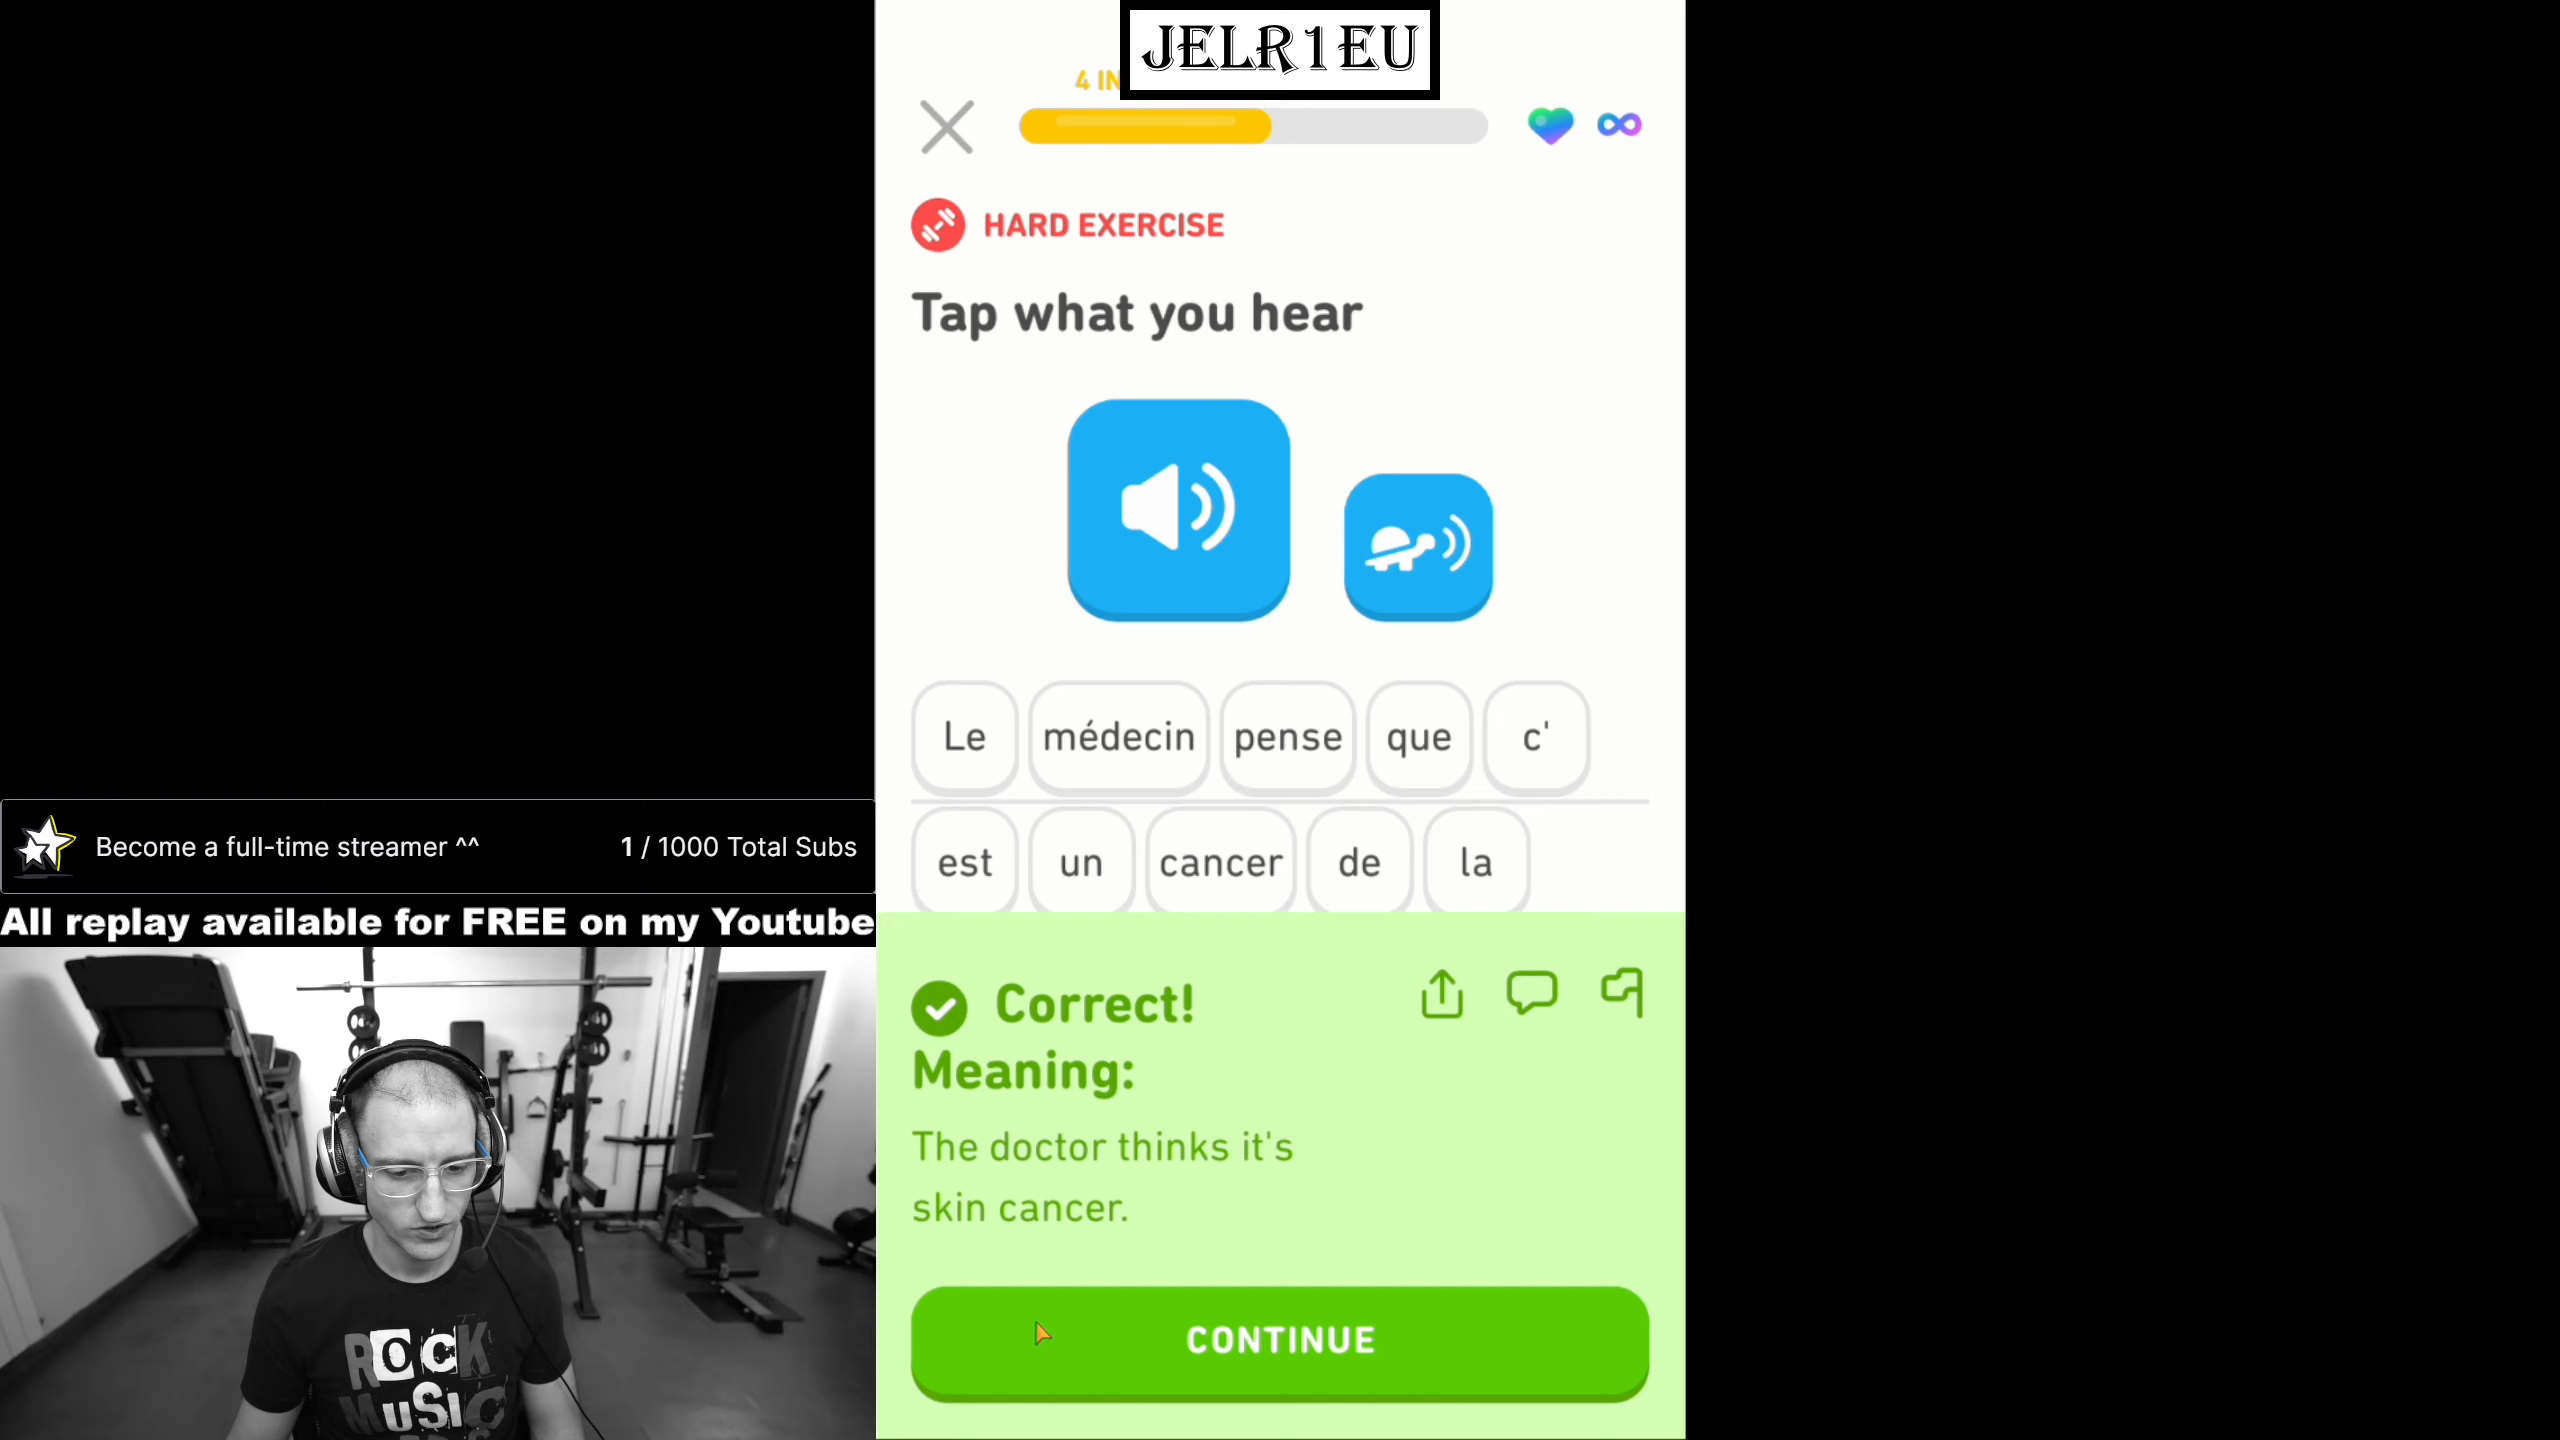 JELR1EU
4 IN
HARD EXERCISE
Tap what you hear
Le médecin pense que c'
est un cancer de la
Become a full-time streamer ^^ 1 / 1000 Total Subs
All replay available for FREE on my Youtube
Correct!
Meaning:
The doctor thinks it's
skin cancer.
CONTINUE
ROCK
MUSIC